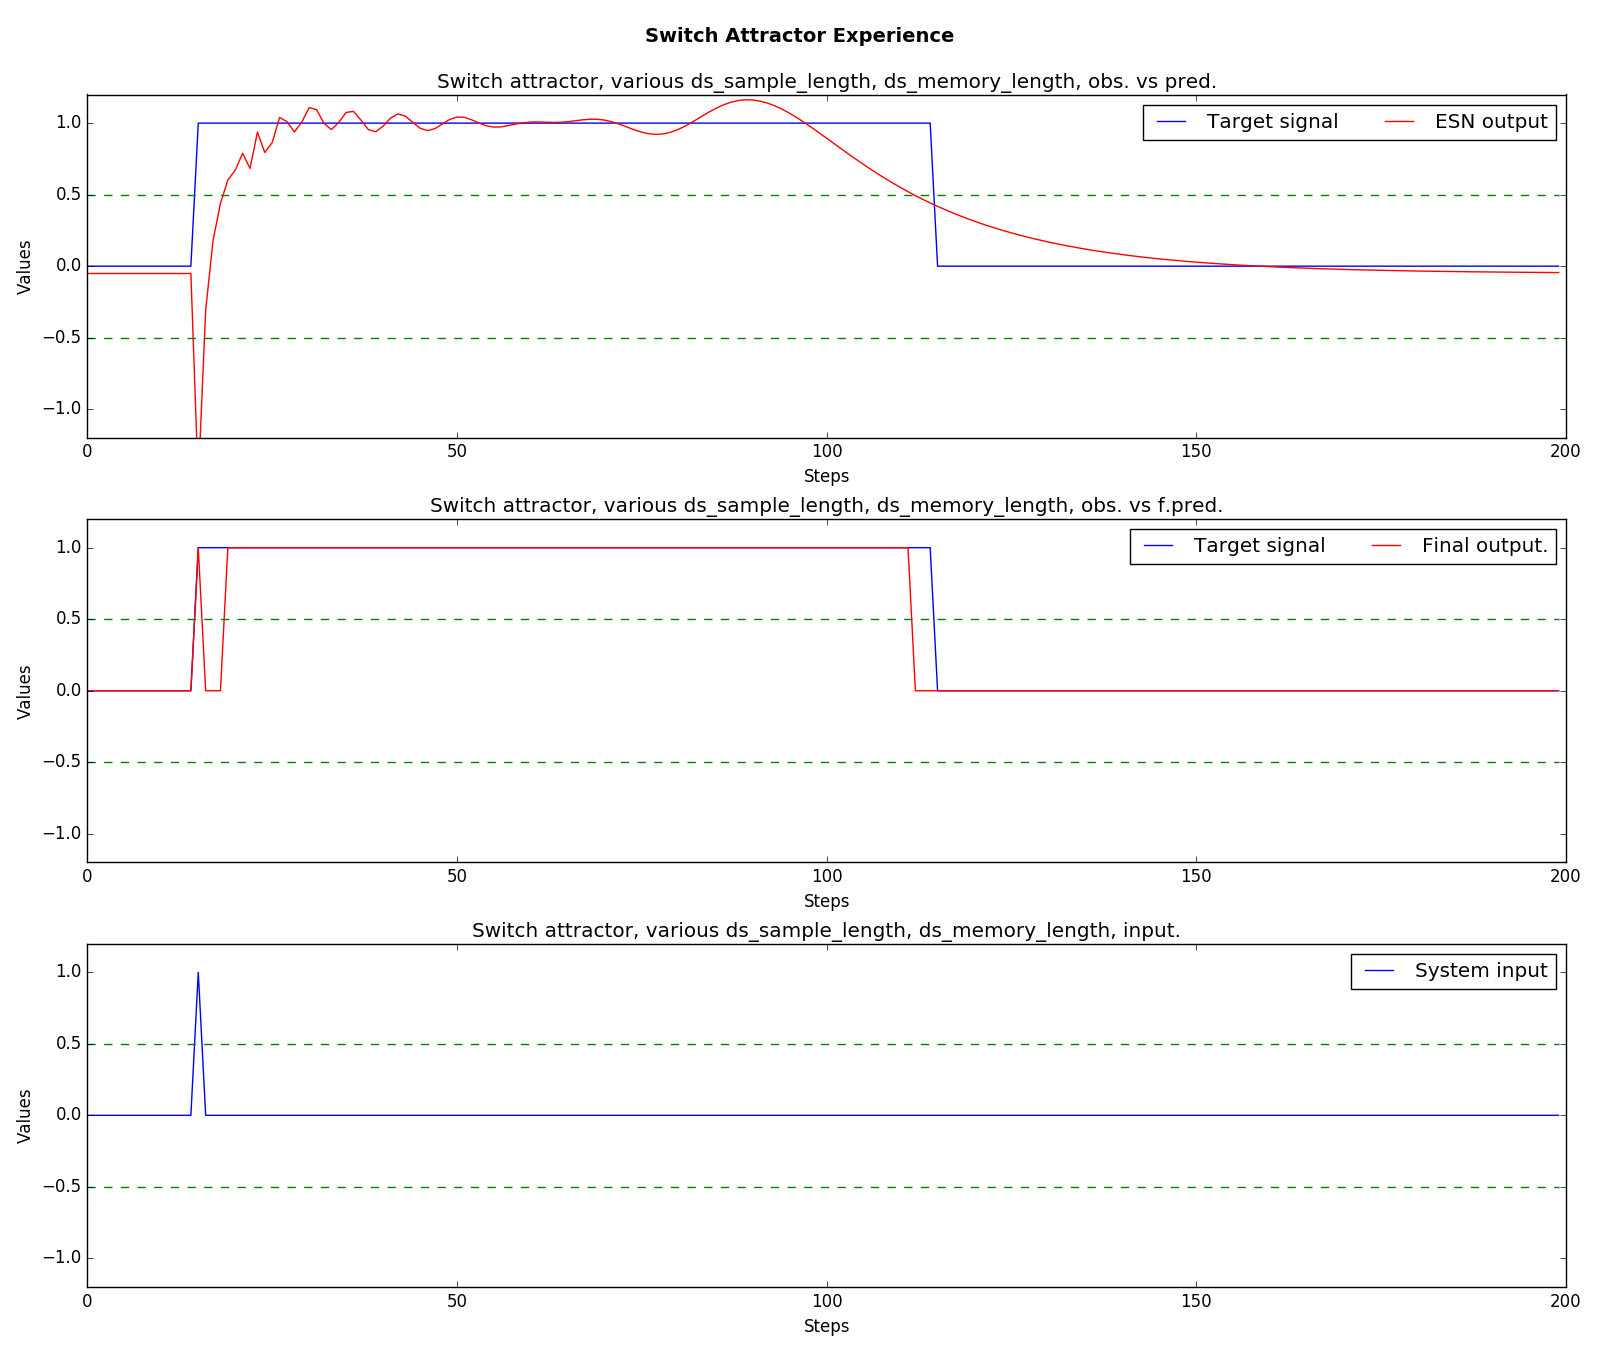 Switch Attractor Experience
Switch attractor, various ds_sample_length, ds_memory_length, obs. vs pred.
Target signal ESN output
1.0
0.5
0.0
−0.5
−1.0
Values
0 50 100 150 200
Steps
Switch attractor, various ds_sample_length, ds_memory_length, obs. vs f.pred.
Target signal Final output.
1.0
0.5
0.0
−0.5
−1.0
Values
0 50 100 150 200
Steps
Switch attractor, various ds_sample_length, ds_memory_length, input.
System input
1.0
0.5
0.0
−0.5
−1.0
Values
0 50 100 150 200
Steps